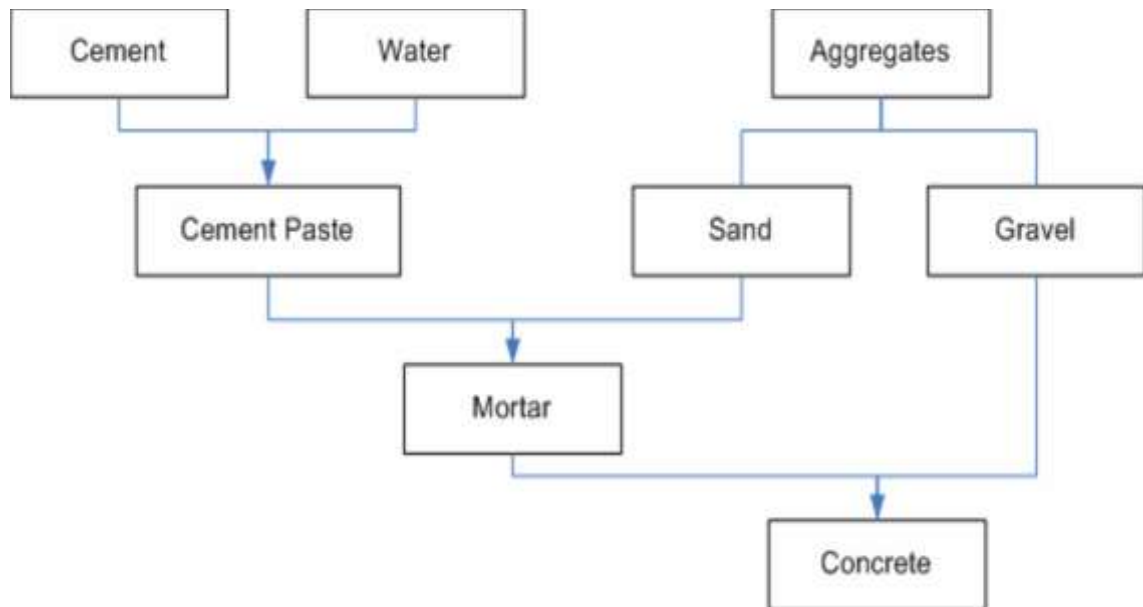 Cement
Water
Aggregates
Cement Paste
Sand
Gravel
Mortar
Concrete